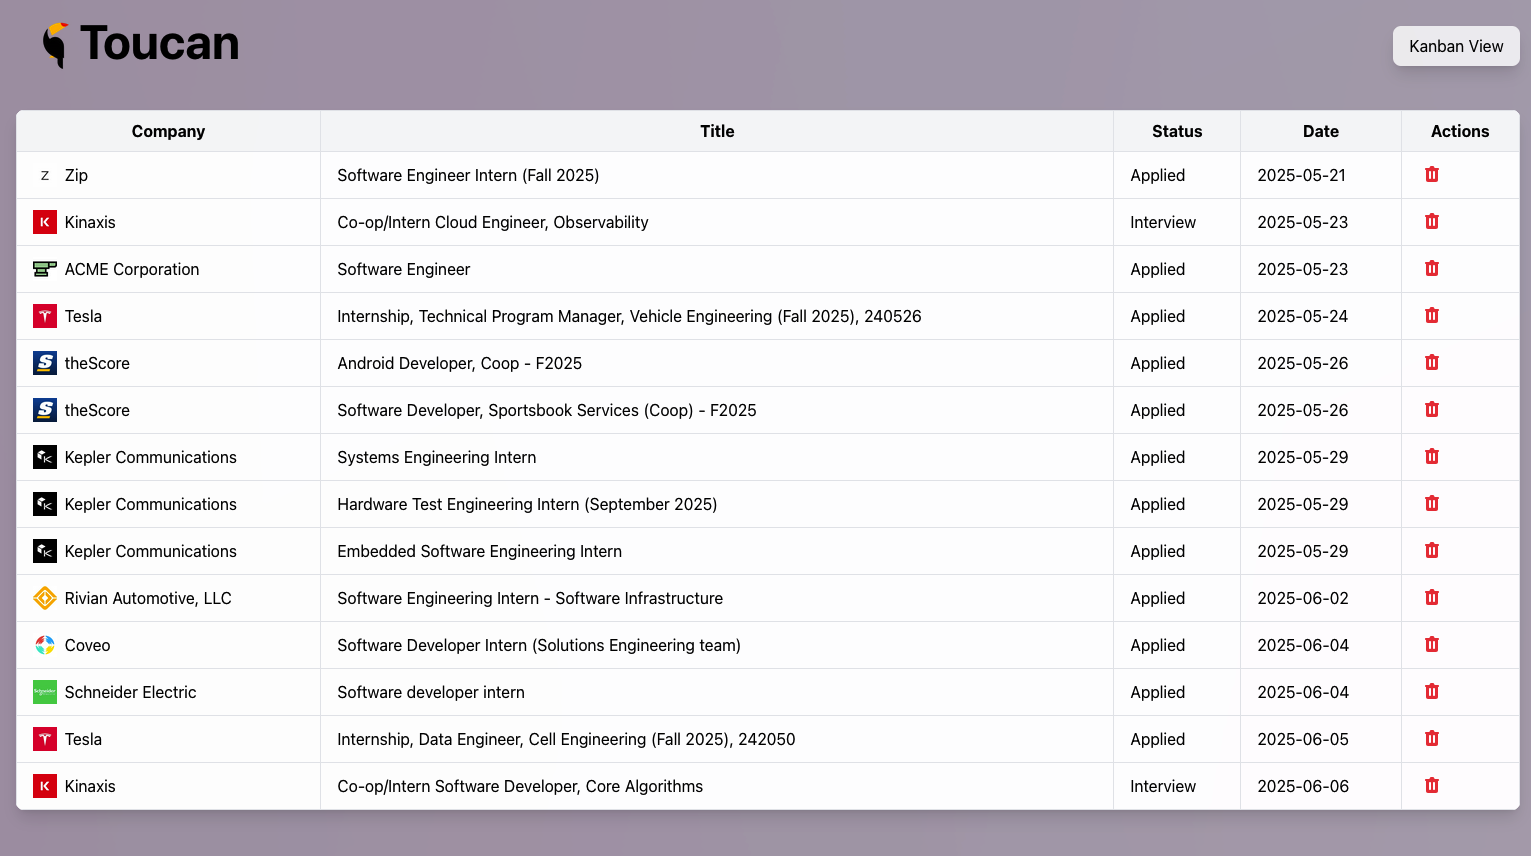 Toucan
Kanban View
Company Title Status Date Actions
Z Zip Software Engineer Intern (Fall 2025) Applied 2025-05-21
K Kinaxis Co-op/Intern Cloud Engineer, Observability Interview 2025-05-23
ACME Corporation Software Engineer Applied 2025-05-23
Tesla Internship, Technical Program Manager, Vehicle Engineering (Fall 2025), 240526 Applied 2025-05-24
S theScore Android Developer, Coop - F2025 Applied 2025-05-26
S theScore Software Developer, Sportsbook Services (Coop) - F2025 Applied 2025-05-26
K Kepler Communications Systems Engineering Intern Applied 2025-05-29
K Kepler Communications Hardware Test Engineering Intern (September 2025) Applied 2025-05-29
K Kepler Communications Embedded Software Engineering Intern Applied 2025-05-29
Rivian Automotive, LLC Software Engineering Intern - Software Infrastructure Applied 2025-06-02
Coveo Software Developer Intern (Solutions Engineering team) Applied 2025-06-04
Schneider Electric Software developer intern Applied 2025-06-04
Tesla Internship, Data Engineer, Cell Engineering (Fall 2025), 242050 Applied 2025-06-05
K Kinaxis Co-op/Intern Software Developer, Core Algorithms Interview 2025-06-06